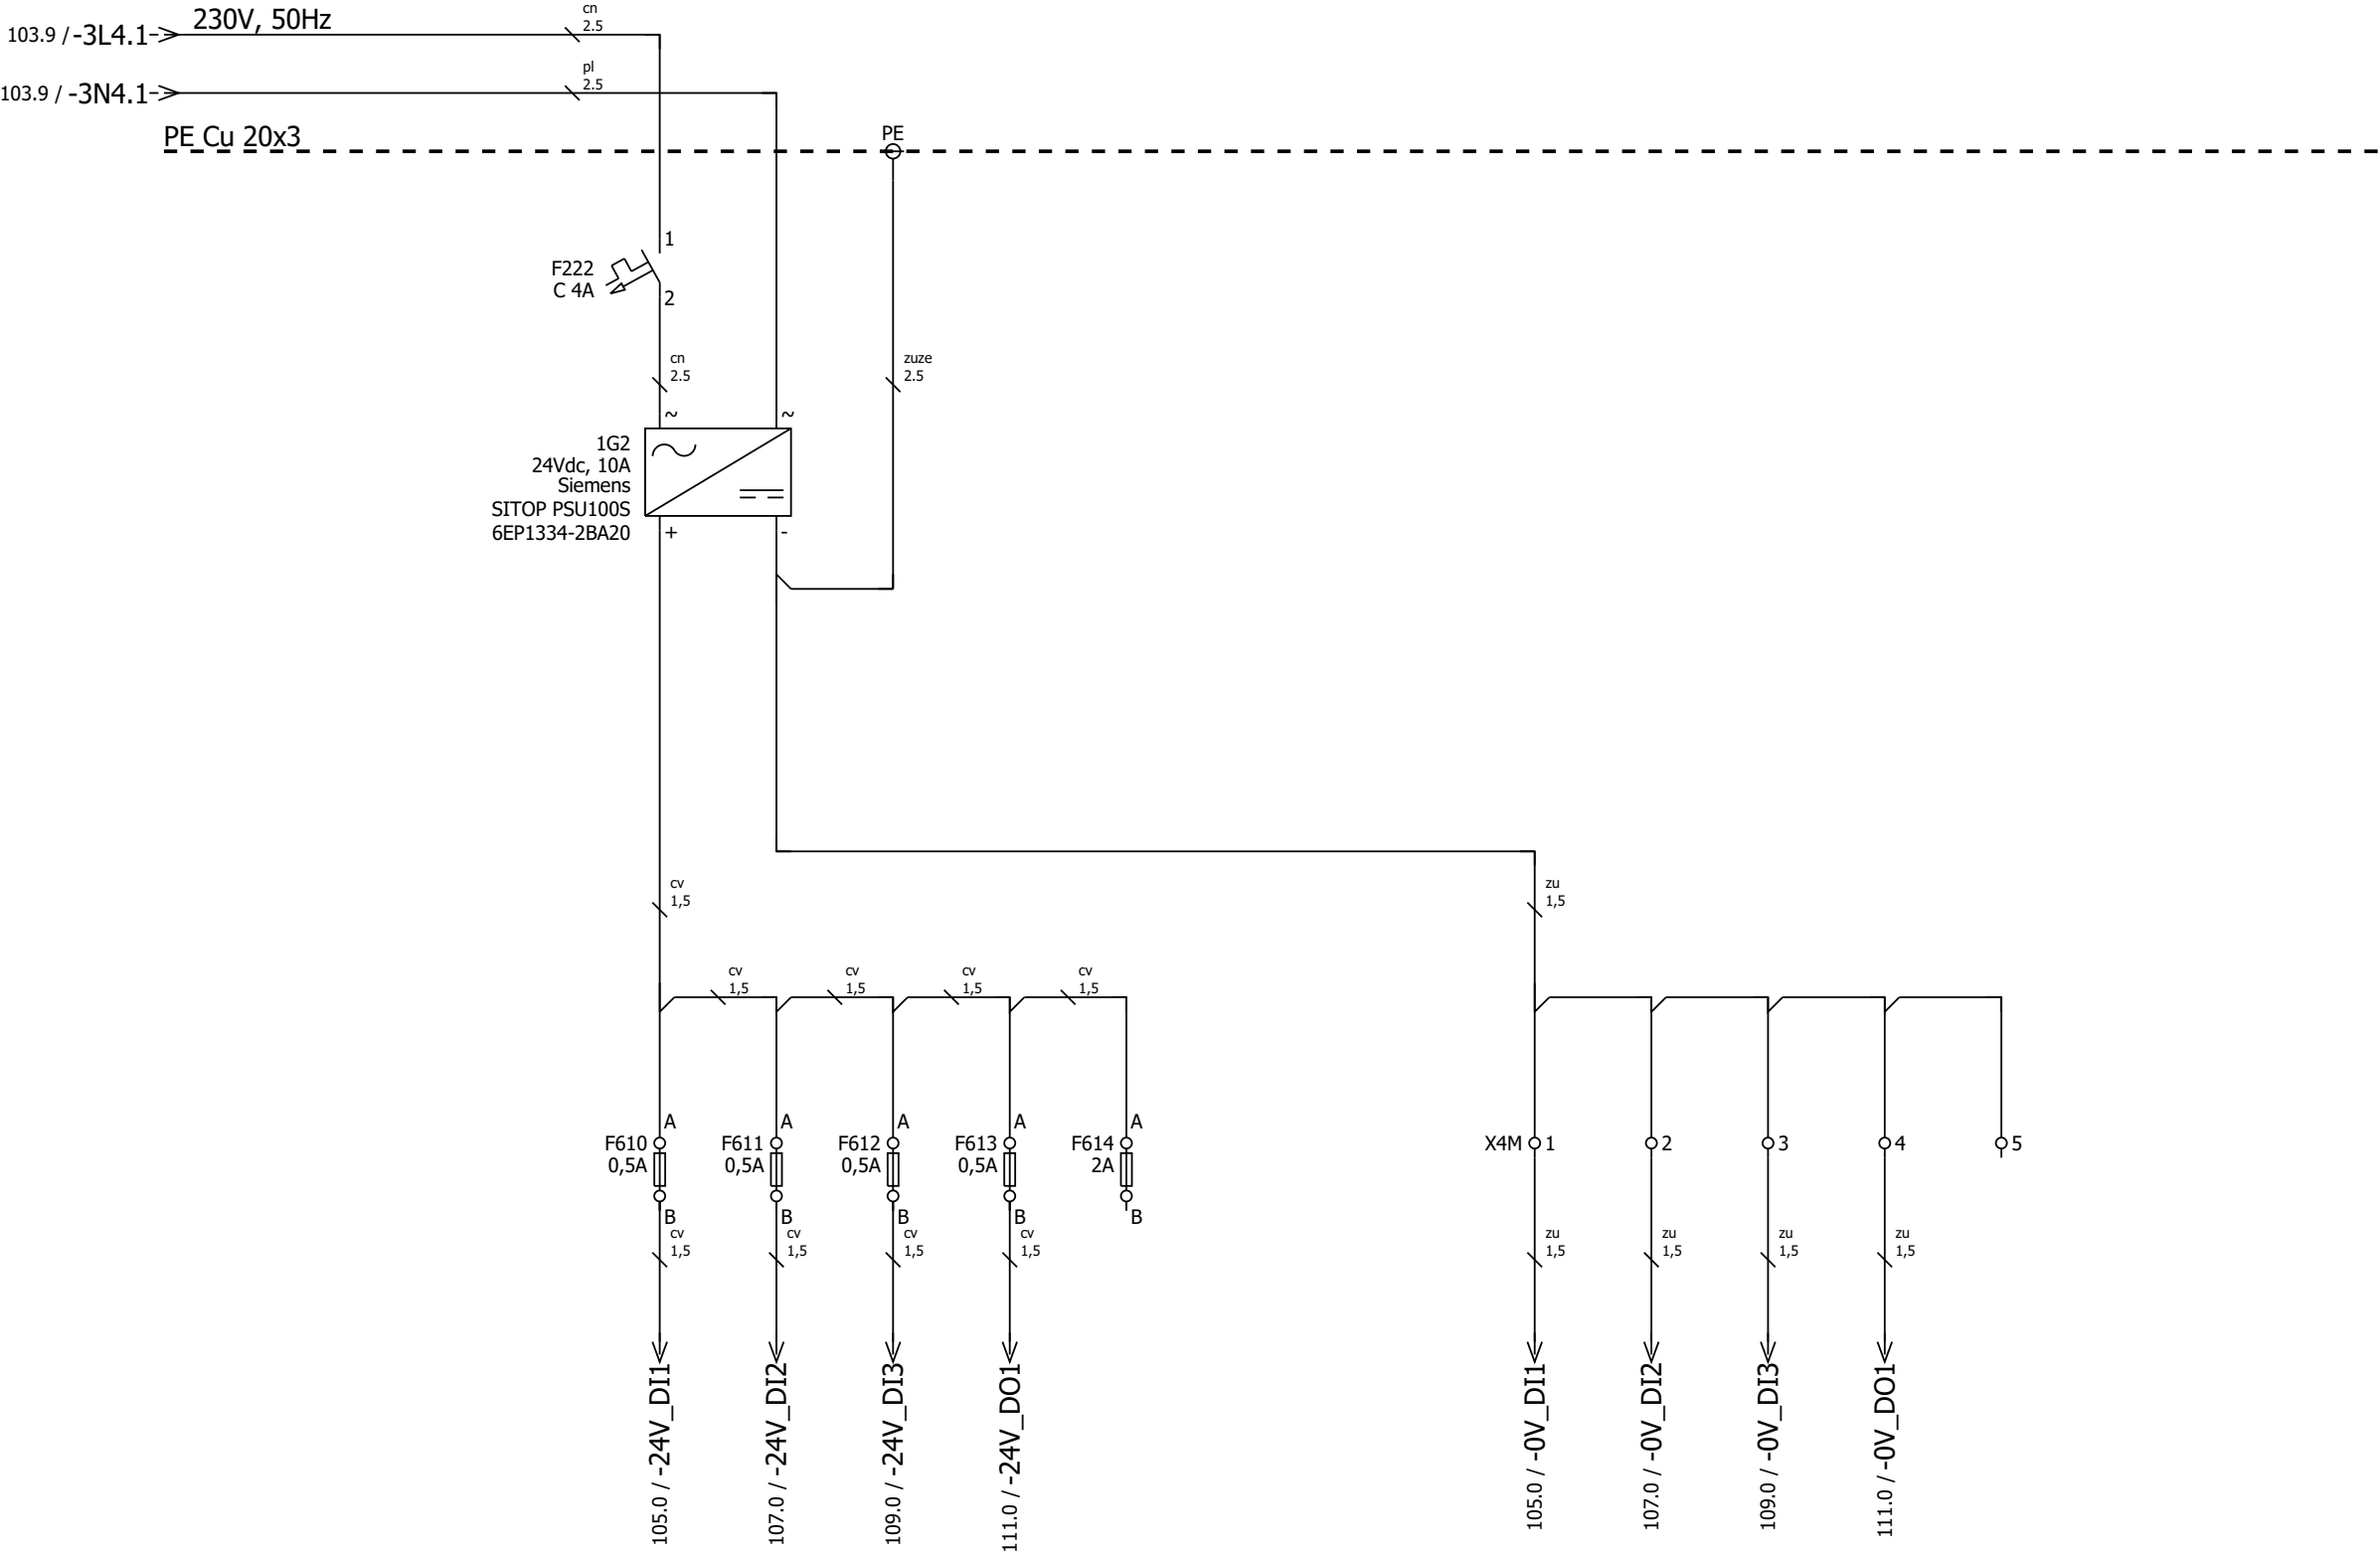 230V, 50Hz
cn
2.5
103.9 / -3L4.1
pl
2.5
103.9 / -3N4.1
PE Cu 20x3
PE
1
F222
C 4A
2
cn
2.5
zuze
2.5
~ ~
1G2
24Vdc, 10A
Siemens
SITOP PSU100S
6EP1334-2BA20
+ -
cv
1,5
zu
1,5
cv
1,5
cv
1,5
cv
1,5
cv
1,5
A
F610
0,5A
B
cv
1,5
A
F611
0,5A
B
cv
1,5
A
F612
0,5A
B
cv
1,5
A
F613
0,5A
B
cv
1,5
A
F614
2A
B
X4M 1
2
3
4
5
zu
1,5
zu
1,5
zu
1,5
zu
1,5
105.0 / -24V_DI1
107.0 / -24V_DI2
109.0 / -24V_DI3
111.0 / -24V_DO1
105.0 / -0V_DI1
107.0 / -0V_DI2
109.0 / -0V_DI3
111.0 / -0V_DO1